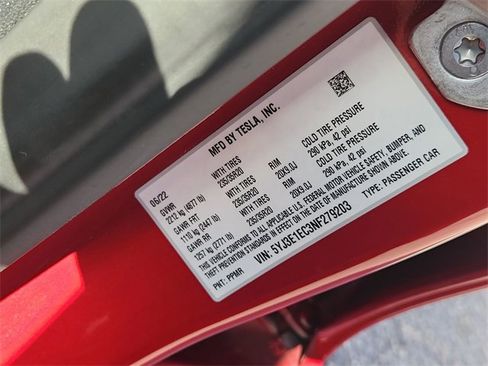 MFD BY TESLA, INC.
06/22
GVWR
2212 kg (4877 lb)
GAWR FRT WITH TIRES RIM COLD TIRE PRESSURE
1110 kg (2447 lb) 235/35R20 20X9.0J 290 kPa, 42 psi
GAWR RR WITH TIRES RIM COLD TIRE PRESSURE
1257 kg (2771 lb) 235/35R20 20X9.0J 290 kPa, 42 psi
THIS VEHICLE CONFORMS TO ALL APPLICABLE U.S. FEDERAL MOTOR VEHICLE SAFETY, BUMPER, AND
THEFT PREVENTION STANDARDS IN EFFECT ON THE DATE OF MANUFACTURE SHOWN ABOVE.
VIN: 5YJ3E1EC3NF279203 TYPE: PASSENGER CAR
PNT: PPMR